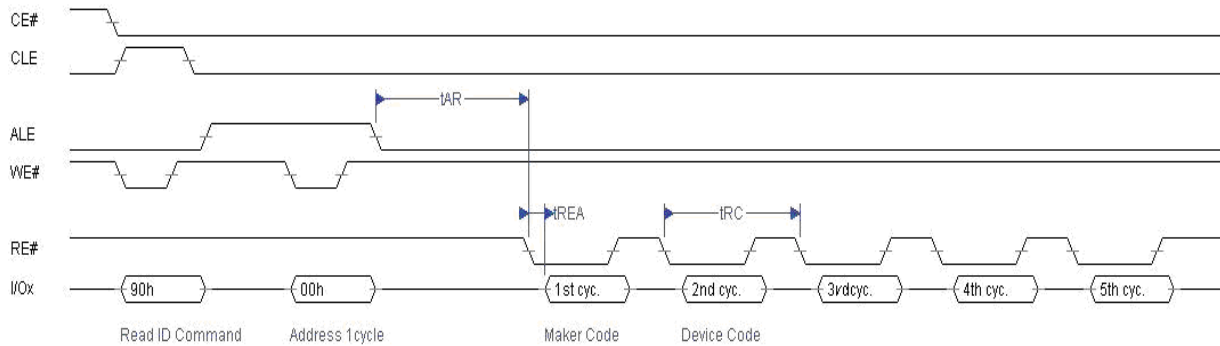 CE#
CLE
tAR
ALE
WE#
tREA
tRC
RE#
I/Ox
90h
00h
1st cyc.
2nd cyc.
3rdcyc.
4th cyc.
5th cyc.
Read ID Command
Address 1cycle
Maker Code
Device Code